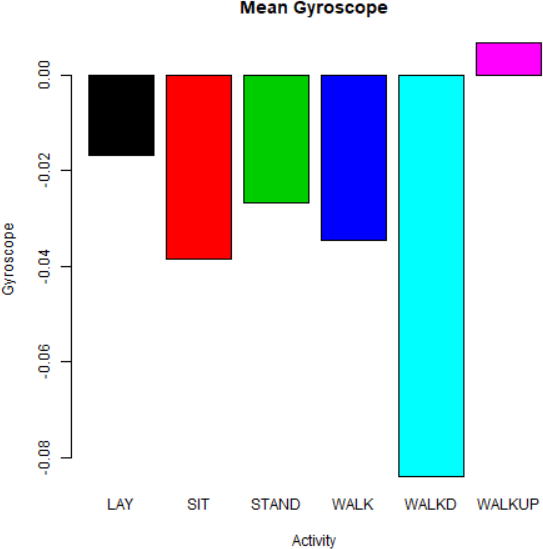 Mean Gyroscope
0.00
-0.02
-0.04
-0.06
-0.08
Gyroscope
LAY SIT STAND WALK WALKD WALKUP
Activity